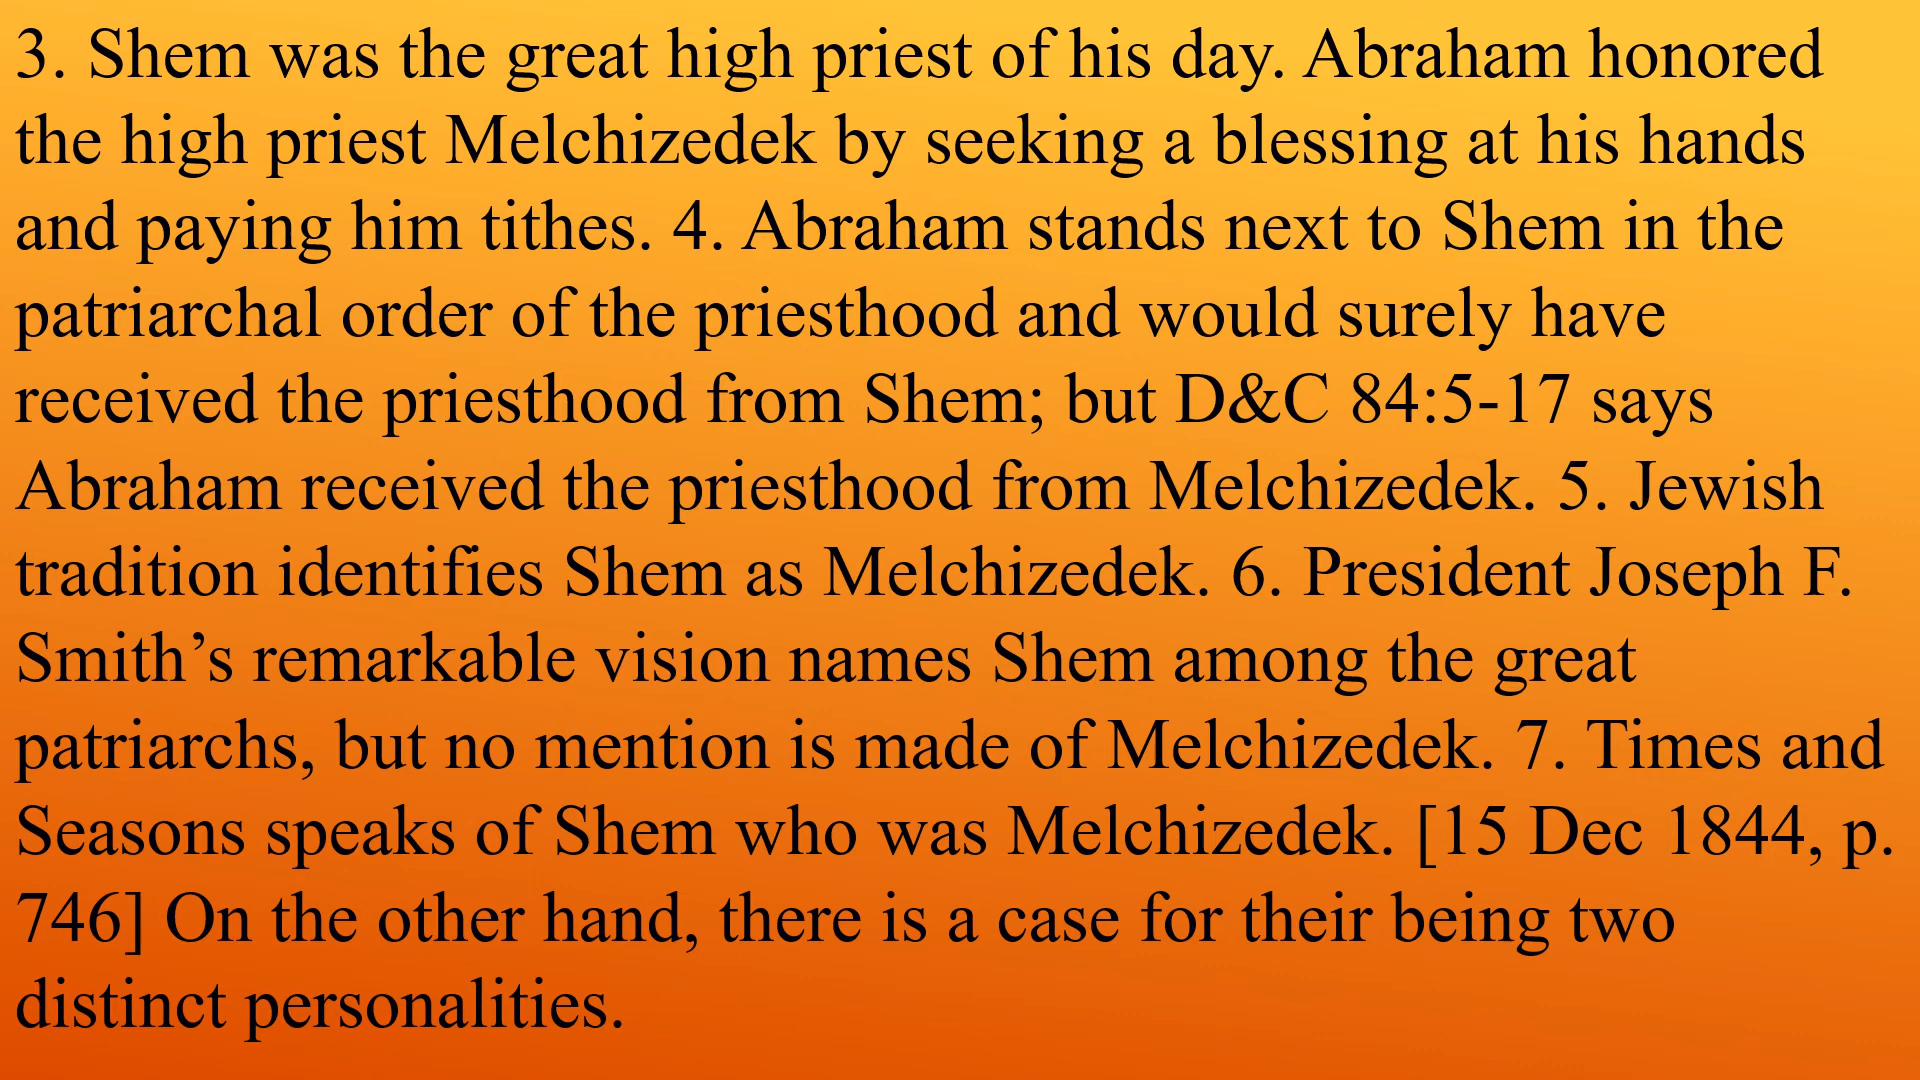 3. Shem was the great high priest of his day. Abraham honored
the high priest Melchizedek by seeking a blessing at his hands
and paying him tithes. 4. Abraham stands next to Shem in the
patriarchal order of the priesthood and would surely have
received the priesthood from Shem; but D&C 84:5-17 says
Abraham received the priesthood from Melchizedek. 5. Jewish
tradition identifies Shem as Melchizedek. 6. President Joseph F.
Smith’s remarkable vision names Shem among the great
patriarchs, but no mention is made of Melchizedek. 7. Times and
Seasons speaks of Shem who was Melchizedek. [15 Dec 1844, p.
746] On the other hand, there is a case for their being two
distinct personalities.